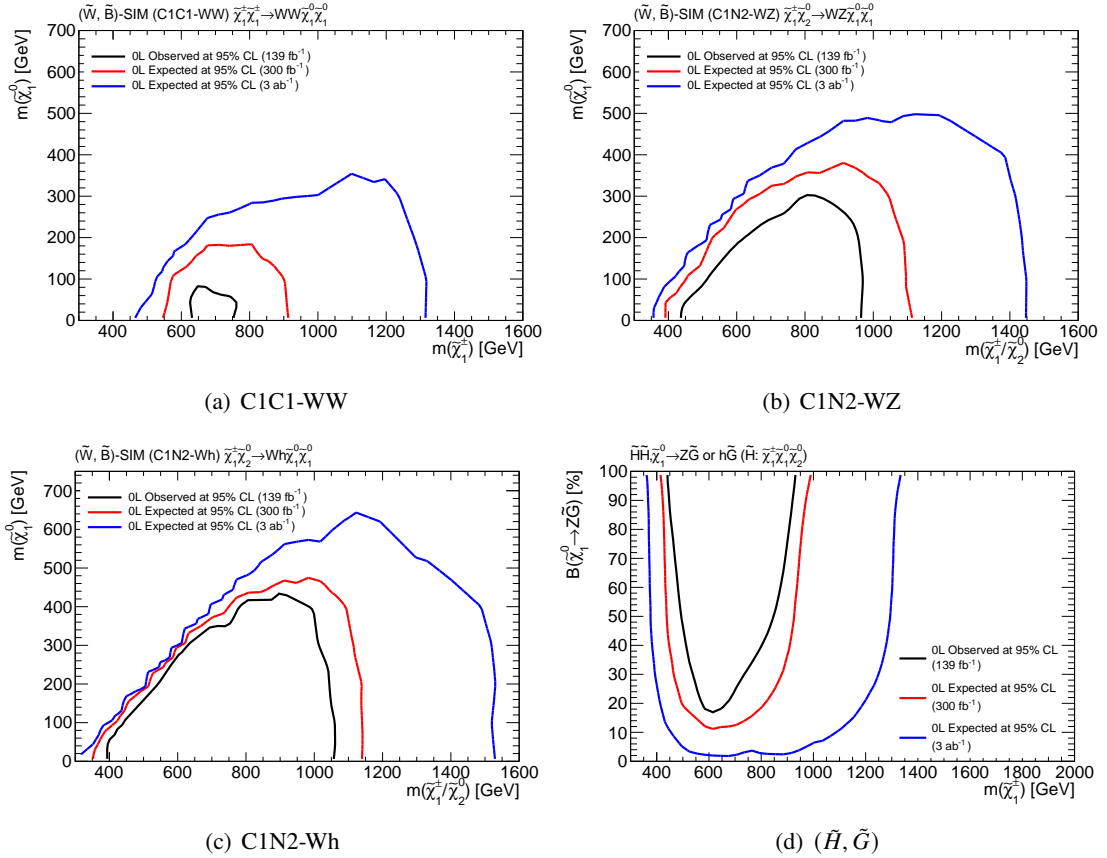 (W̃, B̃)-SIM (C1C1-WW) χ̃₁±χ̃₁±→WWχ̃₁⁰χ̃₁⁰
m(χ̃₁⁰) [GeV]
0L Observed at 95% CL (139 fb⁻¹)
0L Expected at 95% CL (300 fb⁻¹)
0L Expected at 95% CL (3 ab⁻¹)
700
600
500
400
300
200
100
0
400 600 800 1000 1200 1400 1600
m(χ̃₁±) [GeV]
(a) C1C1-WW
(W̃, B̃)-SIM (C1N2-WZ) χ̃₁±χ̃₂⁰→WZχ̃₁⁰χ̃₁⁰
m(χ̃₁⁰) [GeV]
0L Observed at 95% CL (139 fb⁻¹)
0L Expected at 95% CL (300 fb⁻¹)
0L Expected at 95% CL (3 ab⁻¹)
700
600
500
400
300
200
100
0
400 600 800 1000 1200 1400 1600
m(χ̃₁±/χ̃₂⁰) [GeV]
(b) C1N2-WZ
(W̃, B̃)-SIM (C1N2-Wh) χ̃₁±χ̃₂⁰→Whχ̃₁⁰χ̃₁⁰
m(χ̃₁⁰) [GeV]
0L Observed at 95% CL (139 fb⁻¹)
0L Expected at 95% CL (300 fb⁻¹)
0L Expected at 95% CL (3 ab⁻¹)
700
600
500
400
300
200
100
0
400 600 800 1000 1200 1400 1600
m(χ̃₁±/χ̃₂⁰) [GeV]
(c) C1N2-Wh
H̃H̃,χ̃₁⁰→ZG̃ or hG̃ (H̃: χ̃₁±χ̃₁⁰χ̃₂⁰)
B(χ̃₁⁰→ZG̃) [%]
100
90
80
70
60
50
40
30
20
10
0
0L Observed at 95% CL
(139 fb⁻¹)
0L Expected at 95% CL
(300 fb⁻¹)
0L Expected at 95% CL
(3 ab⁻¹)
400 600 800 1000 1200 1400 1600 1800 2000
m(χ̃₁±) [GeV]
(d) (H̃, G̃)